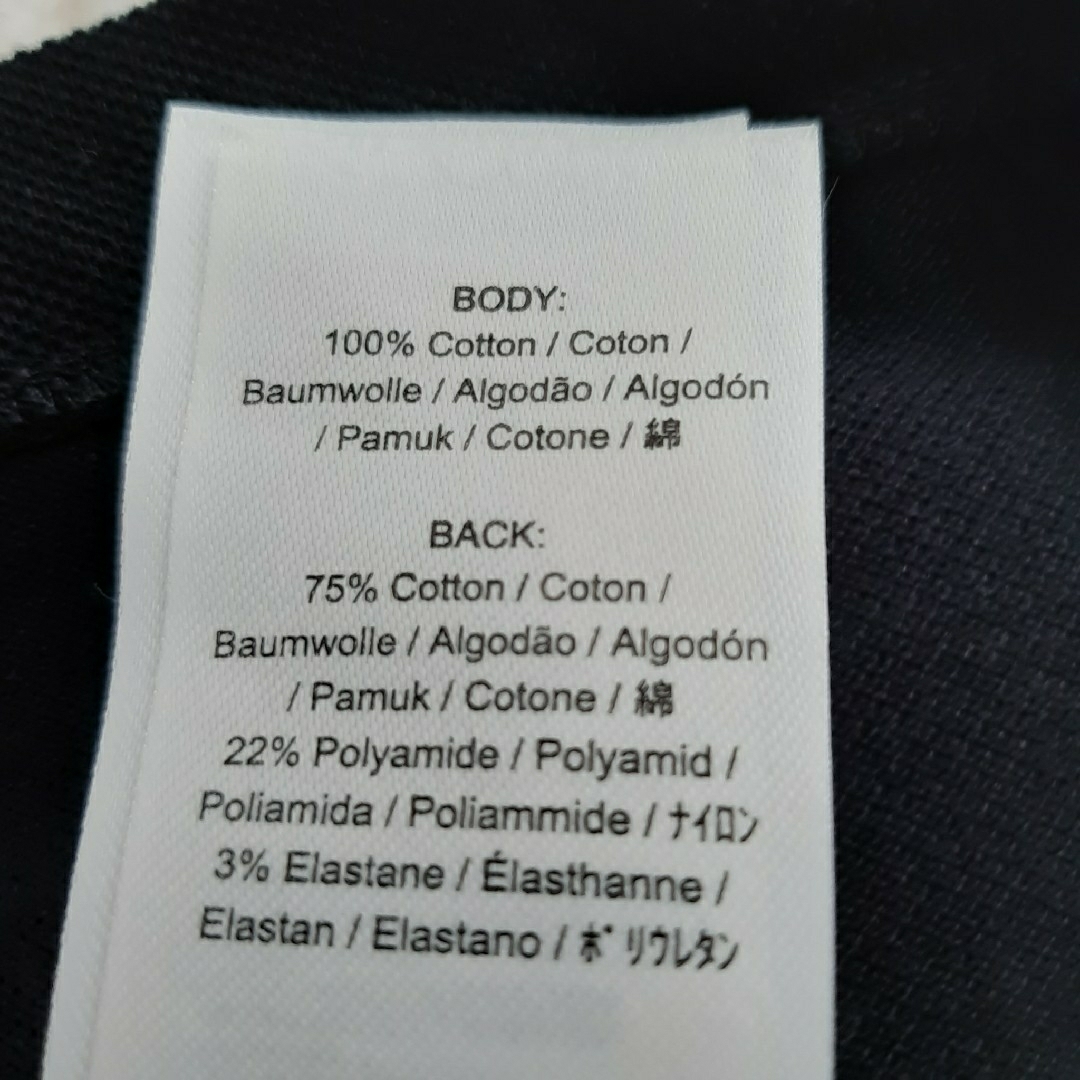 BODY:
100% Cotton / Coton /
Baumwolle / Algodão / Algodón
/ Pamuk / Cotone / 綿
BACK:
75% Cotton / Coton /
Baumwolle / Algodão / Algodón
/ Pamuk / Cotone / 綿
22% Polyamide / Polyamid /
Poliamida / Poliammide / ナイロン
3% Elastane / Élasthanne /
Elastan / Elastano / ポリウレタン